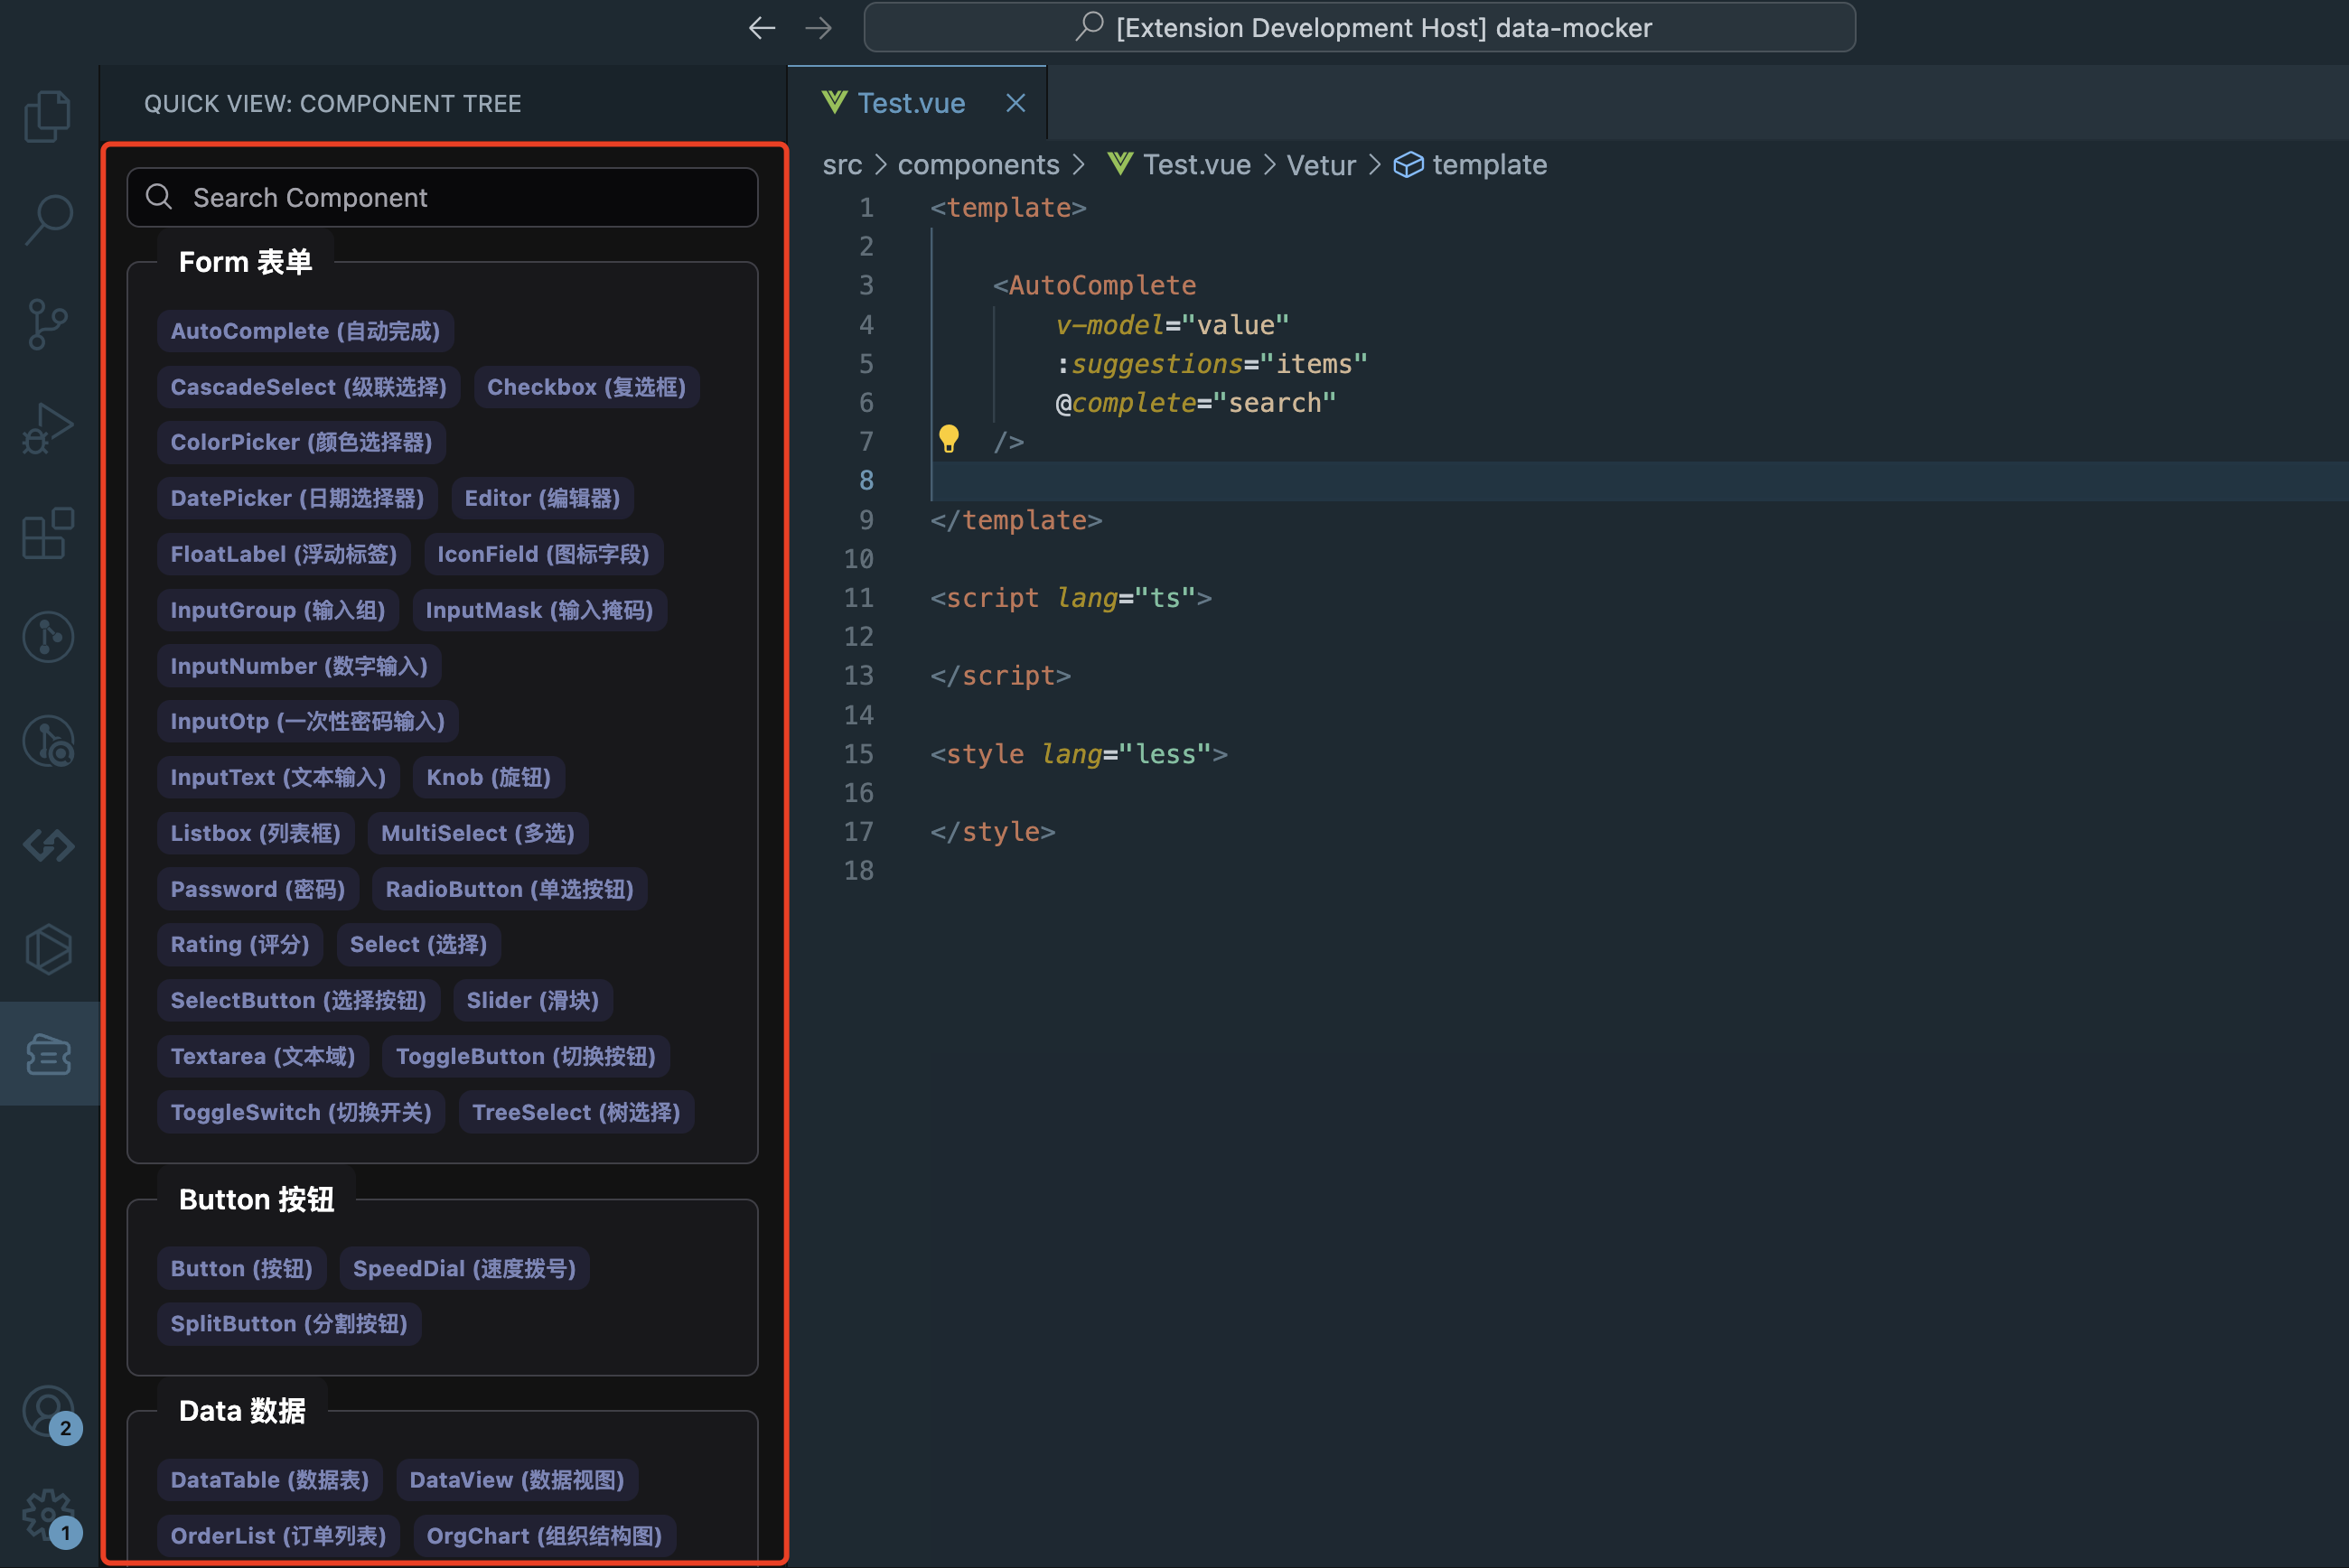 [Extension Development Host] data-mocker
QUICK VIEW: COMPONENT TREE
Search Component
Form 表单
AutoComplete (自动完成)
CascadeSelect (级联选择) Checkbox (复选框)
ColorPicker (颜色选择器)
DatePicker (日期选择器) Editor (编辑器)
FloatLabel (浮动标签) IconField (图标字段)
InputGroup (输入组) InputMask (输入掩码)
InputNumber (数字输入)
InputOtp (一次性密码输入)
InputText (文本输入) Knob (旋钮)
Listbox (列表框) MultiSelect (多选)
Password (密码) RadioButton (单选按钮)
Rating (评分) Select (选择)
SelectButton (选择按钮) Slider (滑块)
Textarea (文本域) ToggleButton (切换按钮)
ToggleSwitch (切换开关) TreeSelect (树选择)
Button 按钮
Button (按钮) SpeedDial (速度拨号)
SplitButton (分割按钮)
Data 数据
DataTable (数据表) DataView (数据视图)
OrderList (订单列表) OrgChart (组织结构图)
2
1
Test.vue
src > components > Test.vue > Vetur > template
1 <template>
2
3 <AutoComplete
4 v-model="value"
5 :suggestions="items"
6 @complete="search"
7 />
8
9 </template>
10
11 <script lang="ts">
12
13 </script>
14
15 <style lang="less">
16
17 </style>
18